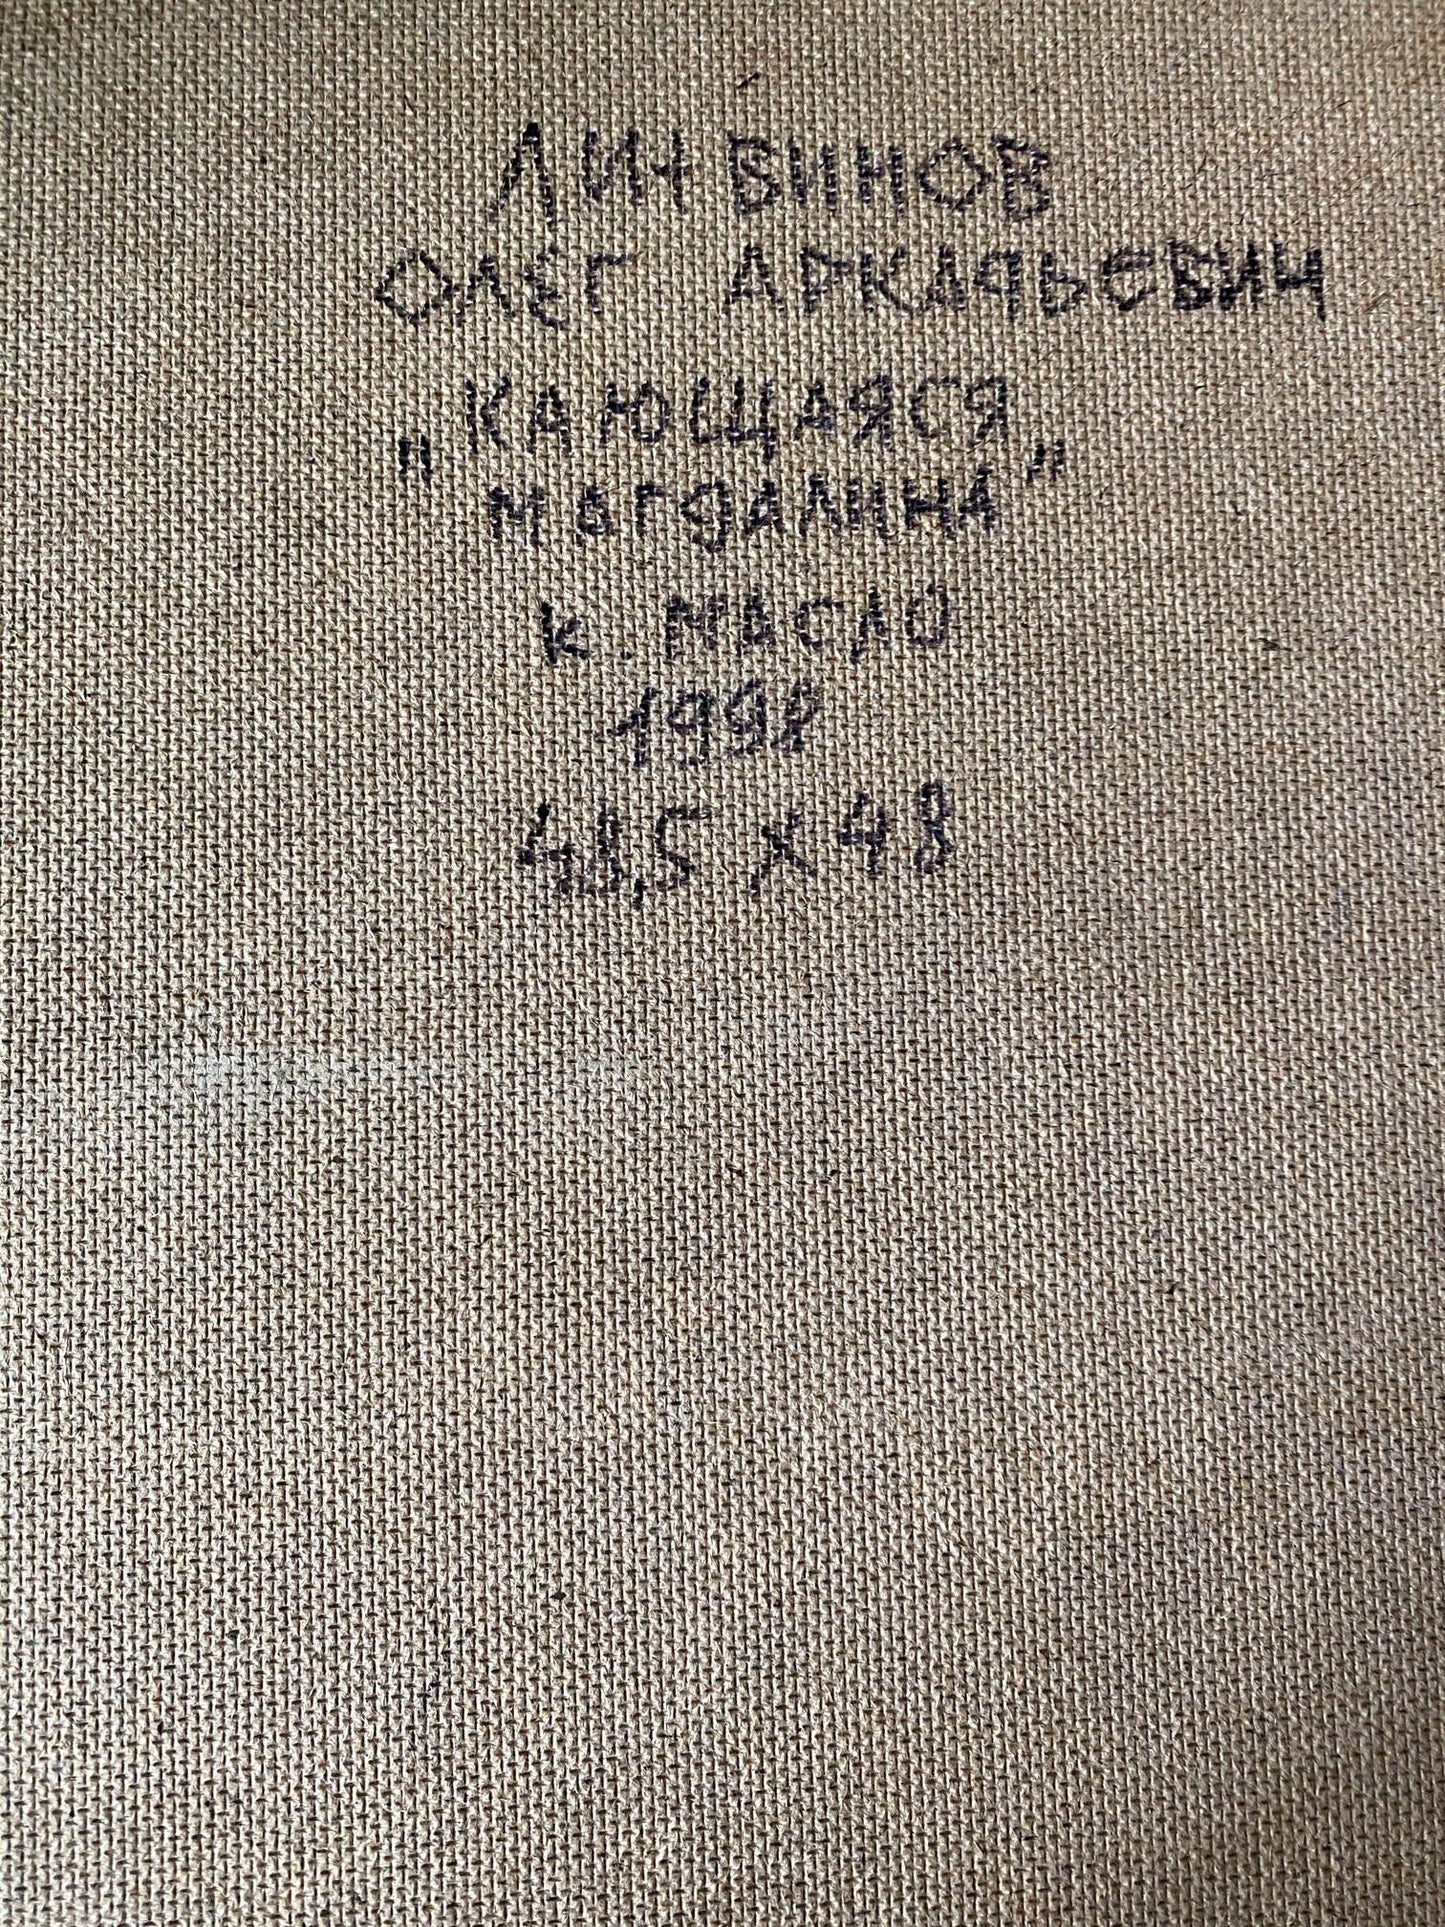 ЛИТВИНОВ
ОЛЕГ АРКАДЬЕВИЧ
"КАЮЩАЯСЯ
МАГДАЛИНА"
к. МАСЛО
1998
48,5 х 48